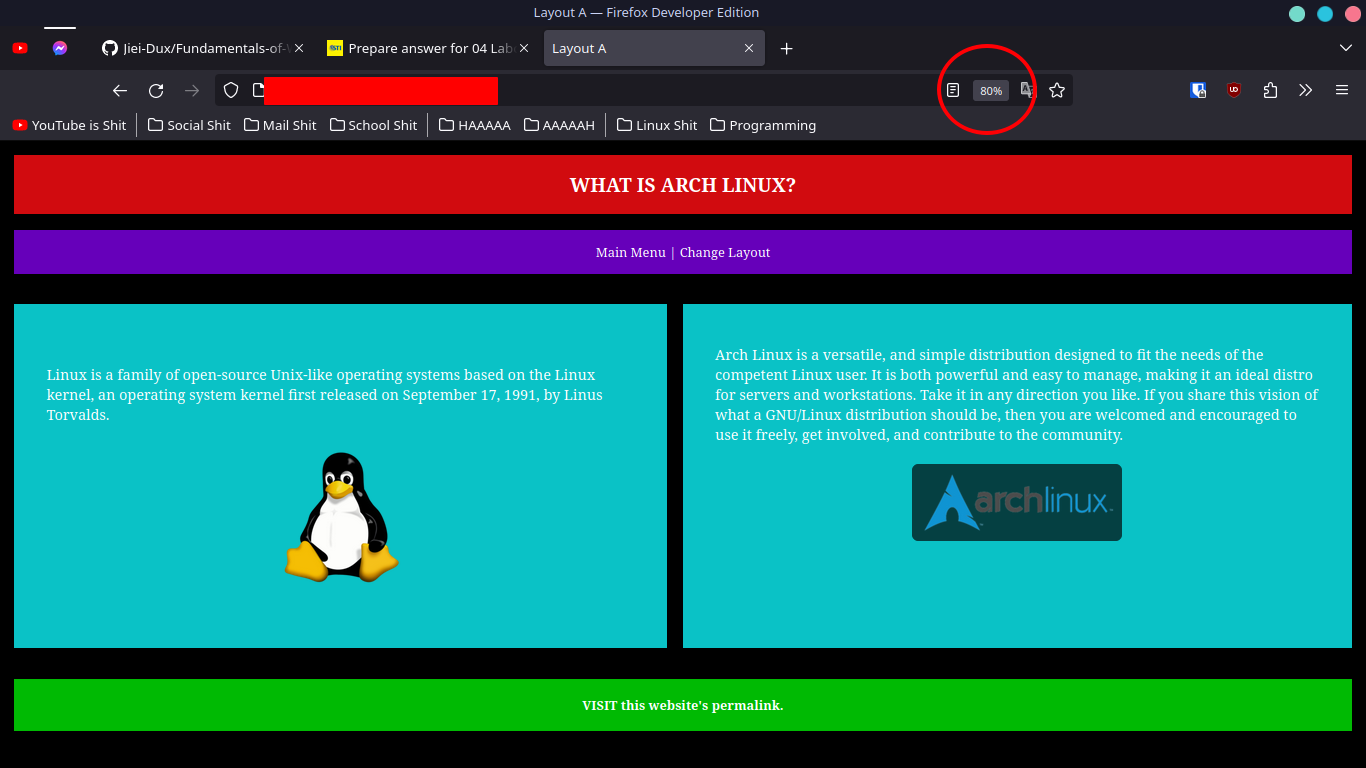 Layout A — Firefox Developer Edition
Jiei-Dux/Fundamentals-of-
STI Prepare answer for 04 Lab
Layout A
80%
YouTube is Shit Social Shit Mail Shit School Shit HAAAAA AAAAAH Linux Shit Programming
WHAT IS ARCH LINUX?
Main Menu | Change Layout
Linux is a family of open-source Unix-like operating systems based on the Linux
kernel, an operating system kernel first released on September 17, 1991, by Linus
Torvalds.
Arch Linux is a versatile, and simple distribution designed to fit the needs of the
competent Linux user. It is both powerful and easy to manage, making it an ideal distro
for servers and workstations. Take it in any direction you like. If you share this vision of
what a GNU/Linux distribution should be, then you are welcomed and encouraged to
use it freely, get involved, and contribute to the community.
archlinux
VISIT this website's permalink.